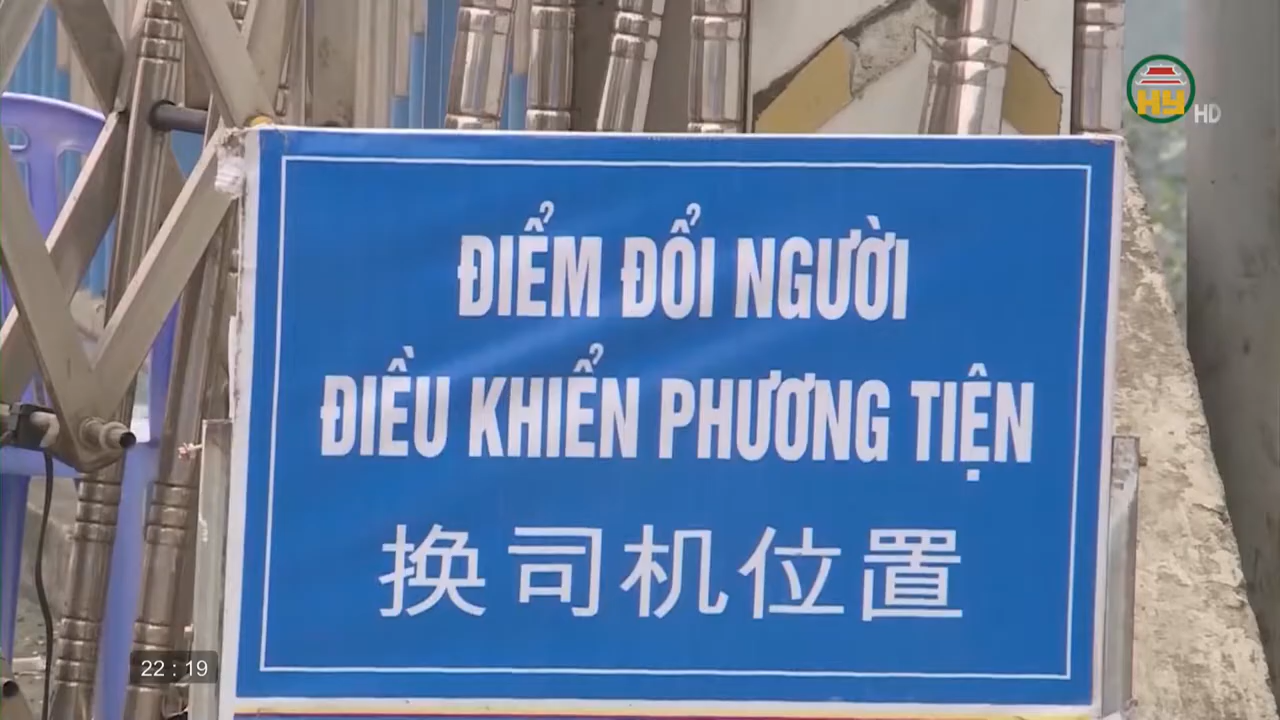 HY HD
ĐIỂM ĐỔI NGƯỜI
ĐIỀU KHIỂN PHƯƠNG TIỆN
换司机位置
22 : 19